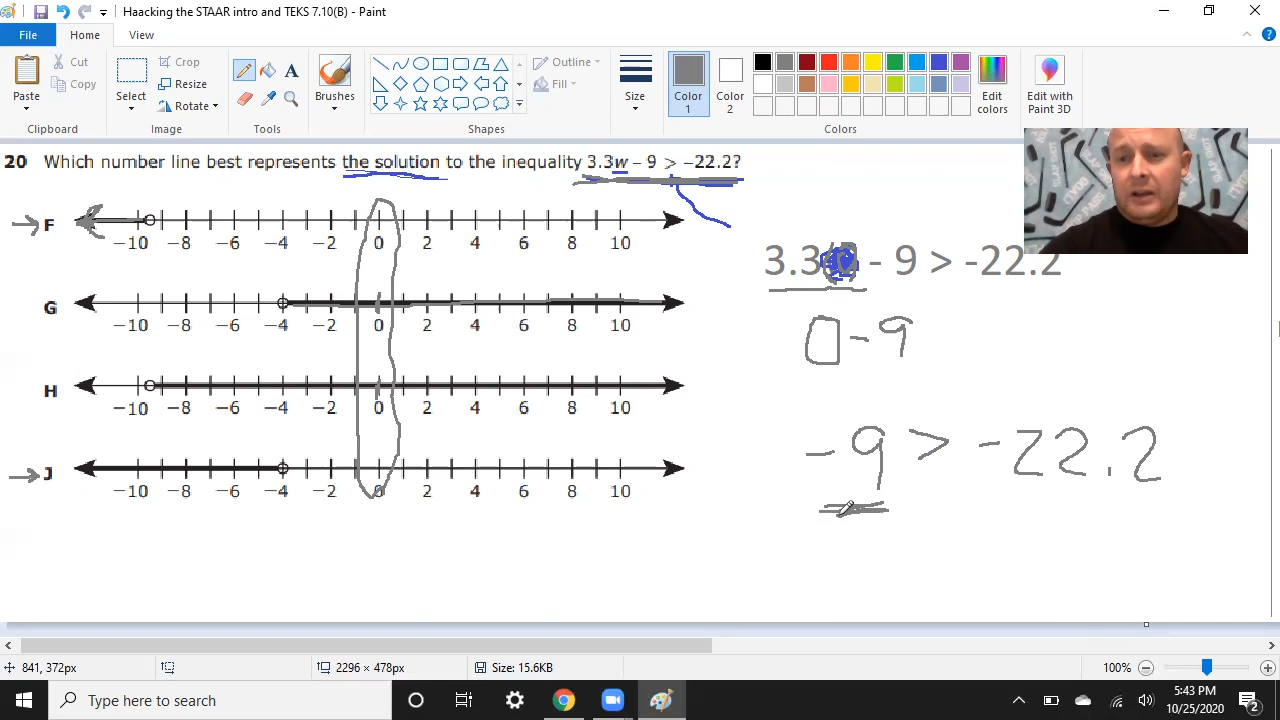 Haacking the STAAR intro and TEKS 7.10(B) - Paint
File Home View
Paste
Cut
Copy
Clipboard
Select
Crop
Resize
Rotate
Image
Tools
Brushes
Shapes
Outline
Fill
Size
Color 1
Color 2
Edit colors
Colors
Edit with Paint 3D
20 Which number line best represents the solution to the inequality 3.3w – 9 > –22.2?
F
−10 −8 −6 −4 −2 0 2 4 6 8 10
G
−10 −8 −6 −4 −2 0 2 4 6 8 10
H
−10 −8 −6 −4 −2 0 2 4 6 8 10
J
−10 −8 −6 −4 −2 0 2 4 6 8 10
3.3 - 9 > -22.2
0 - 9
-9 > -22.2
841, 372px
2296 × 478px
Size: 15.6KB
100%
Type here to search
5:43 PM
10/25/2020
2